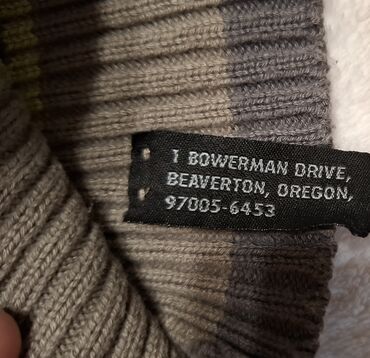 1 BOWERMAN DRIVE,
BEAVERTON, OREGON,
97005-6453